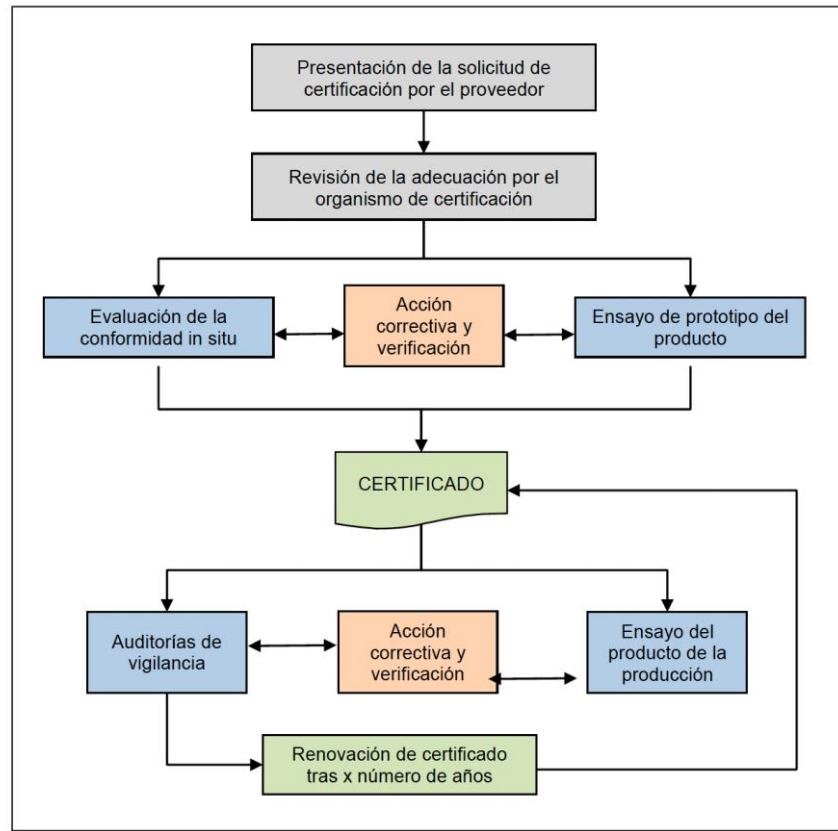 Presentación de la solicitud de
certificación por el proveedor
Revisión de la adecuación por el
organismo de certificación
Evaluación de la
conformidad in situ
Acción
correctiva y
verificación
Ensayo de prototipo del
producto
CERTIFICADO
Auditorías de
vigilancia
Acción
correctiva y
verificación
Ensayo del
producto de la
producción
Renovación de certificado
tras x número de años